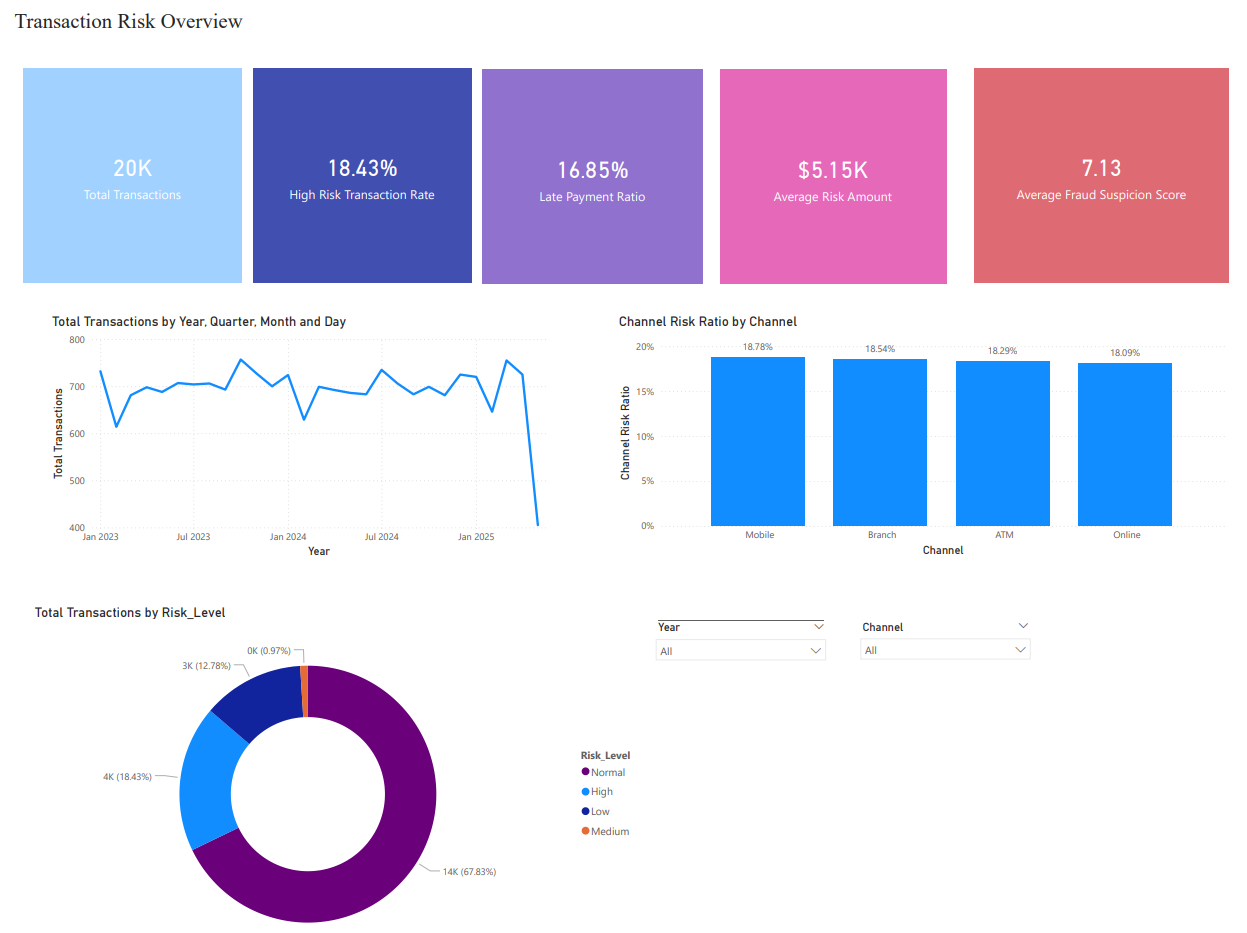 Transaction Risk Overview
20K
Total Transactions
18.43%
High Risk Transaction Rate
16.85%
Late Payment Ratio
$5.15K
Average Risk Amount
7.13
Average Fraud Suspicion Score
Total Transactions by Year, Quarter, Month and Day
800
700
600
500
400
Total Transactions
Jan 2023 Jul 2023 Jan 2024 Jul 2024 Jan 2025
Year
Channel Risk Ratio by Channel
20%
15%
10%
5%
0%
Channel Risk Ratio
18.78% 18.54% 18.29% 18.09%
Mobile Branch ATM Online
Channel
Total Transactions by Risk_Level
0K (0.97%)
3K (12.78%)
4K (18.43%)
14K (67.83%)
Risk_Level
Normal
High
Low
Medium
Year
All
Channel
All